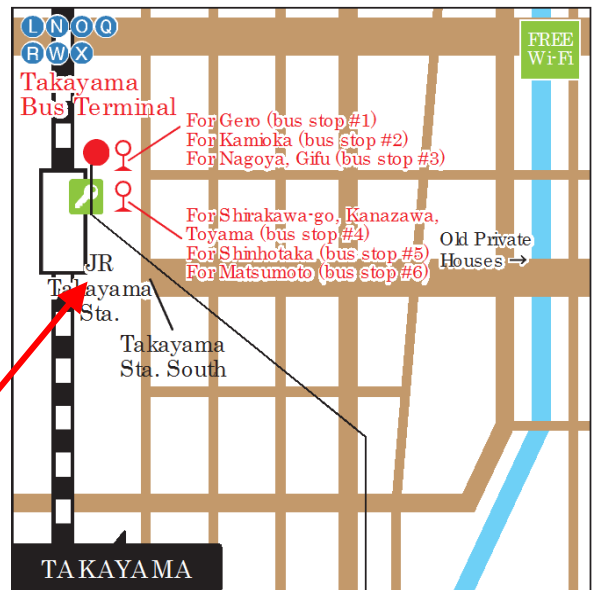 L N O Q
R W X
FREE
Wi-Fi
Takayama
Bus Terminal
For Gero (bus stop #1)
For Kamioka (bus stop #2)
For Nagoya, Gifu (bus stop #3)
For Shirakawa-go, Kanazawa,
Toyama (bus stop #4)
For Shinhotaka (bus stop #5)
For Matsumoto (bus stop #6)
Old Private
Houses →
JR
Takayama
Sta.
Takayama
Sta. South
TAKAYAMA